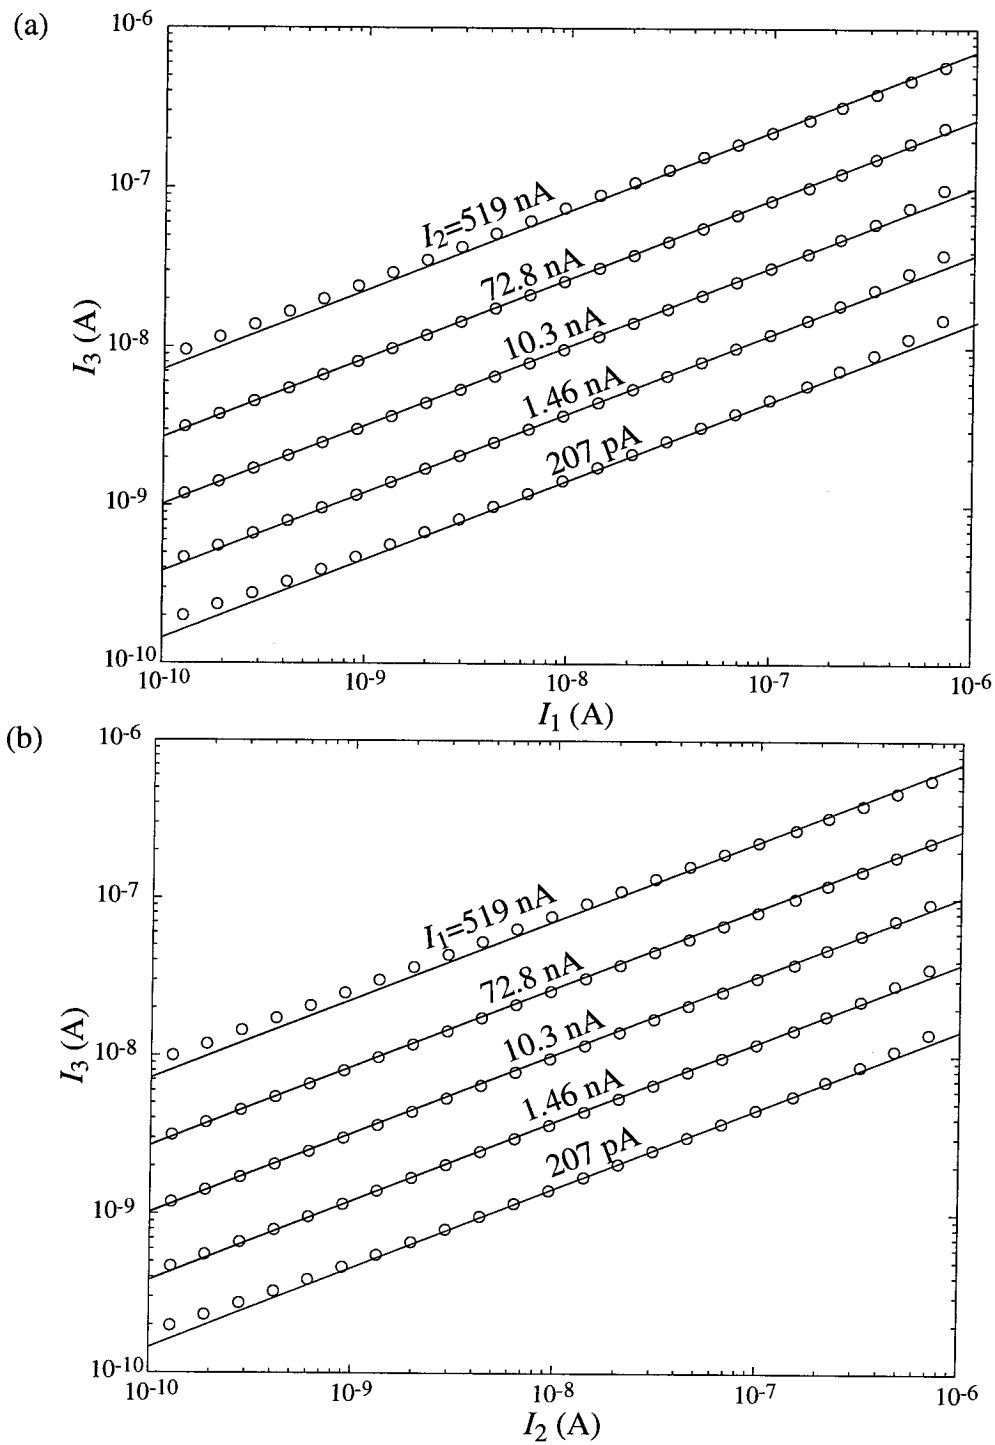 (a)
10-6
10-7
10-8
10-9
10-10
I3 (A)
I2=519 nA
72.8 nA
10.3 nA
1.46 nA
207 pA
10-10 10-9 10-8 10-7 10-6
I1 (A)
(b)
10-6
10-7
10-8
10-9
10-10
I3 (A)
I1=519 nA
72.8 nA
10.3 nA
1.46 nA
207 pA
10-10 10-9 10-8 10-7 10-6
I2 (A)